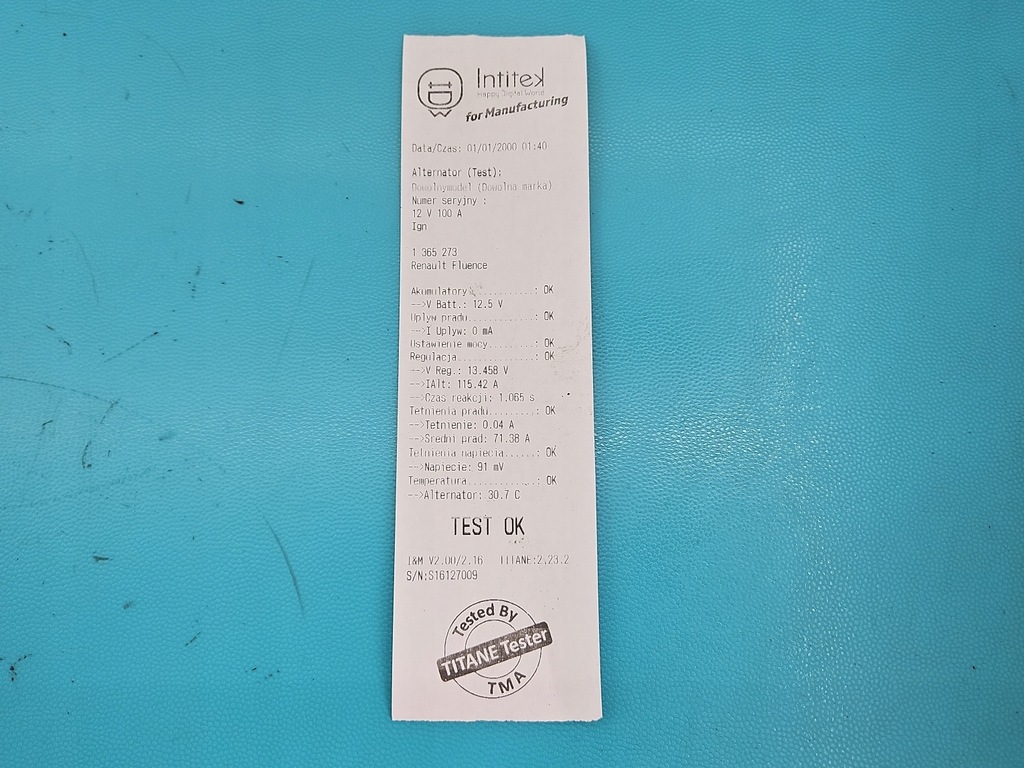 Intitek
Happy Digital World
for Manufacturing
Data/Czas: 01/01/2000 01:40
Alternator (Test):
Dowolnymodel (Dowolna marka)
Numer seryjny :
12 V 100 A
Ign
1 365 273
Renault Fluence
Akumulatory............: OK
-->V Batt.: 12.5 V
Uplyw pradu............: OK
-->I Uplyw: 0 mA
Ustawienie mocy........: OK
Regulacja..............: OK
-->V Reg.: 13.458 V
-->IAlt: 115.42 A
-->Czas reakcji: 1.065 s
Tetnienia pradu........: OK
-->Tetnienie: 0.04 A
-->Sredni prad: 71.38 A
Tetnienia napiecia.....: OK
-->Napiecie: 91 mV
Temperatura............: OK
-->Alternator: 30.7 C
TEST OK
I&M V2.00/2.16 TITANE:2.23.2
S/N:S16127009
Tested By
TITANE Tester
TMA